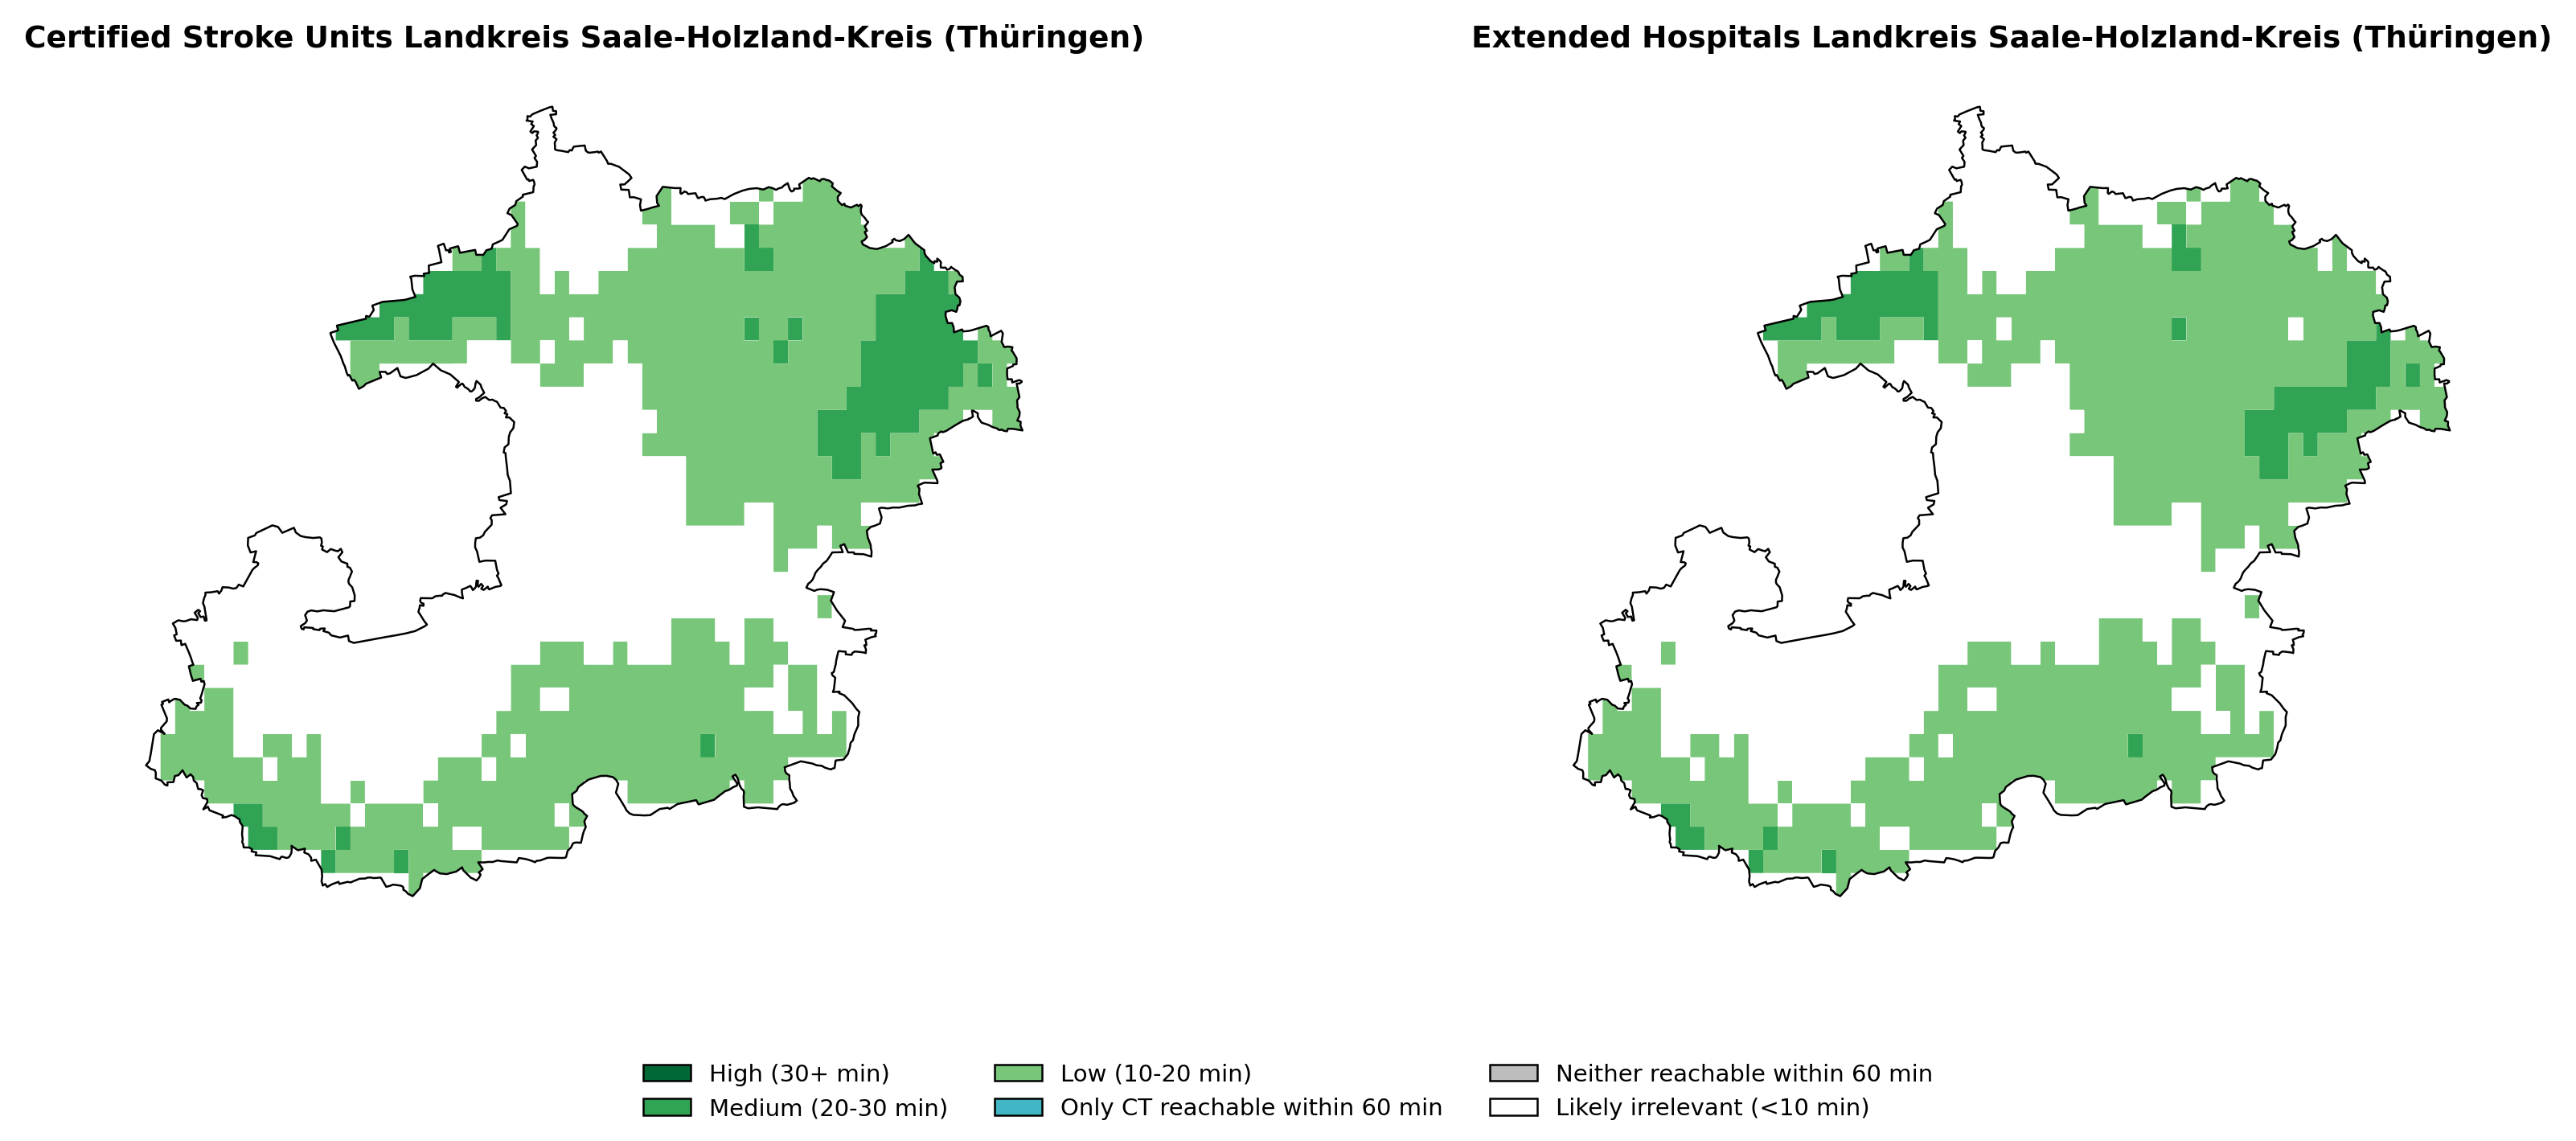 Certified Stroke Units Landkreis Saale-Holzland-Kreis (Thüringen)
Extended Hospitals Landkreis Saale-Holzland-Kreis (Thüringen)
High (30+ min)
Medium (20-30 min)
Low (10-20 min)
Only CT reachable within 60 min
Neither reachable within 60 min
Likely irrelevant (<10 min)